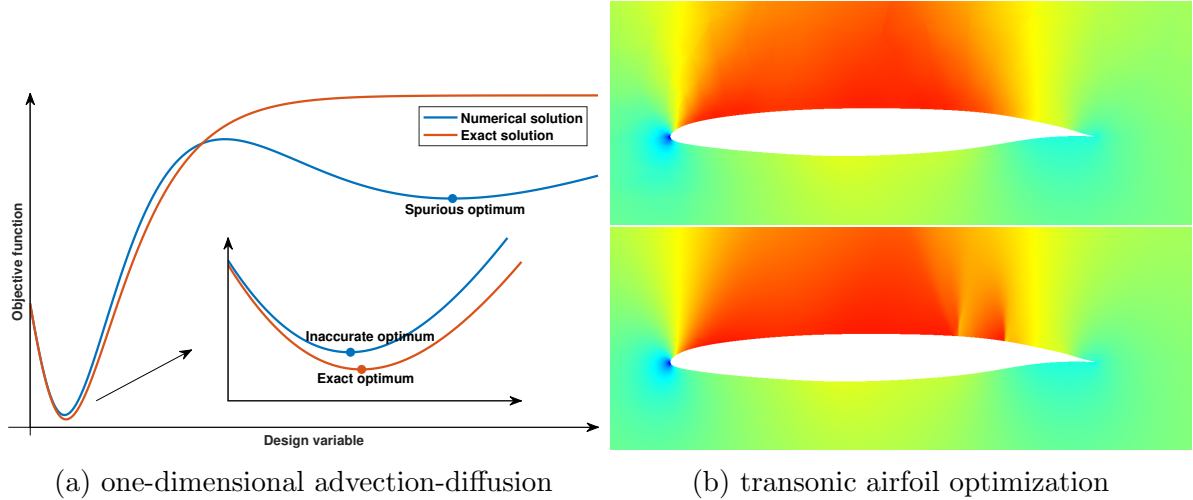 Objective function
Numerical solution
Exact solution
Spurious optimum
Inaccurate optimum
Exact optimum
Design variable
(a) one-dimensional advection-diffusion
(b) transonic airfoil optimization